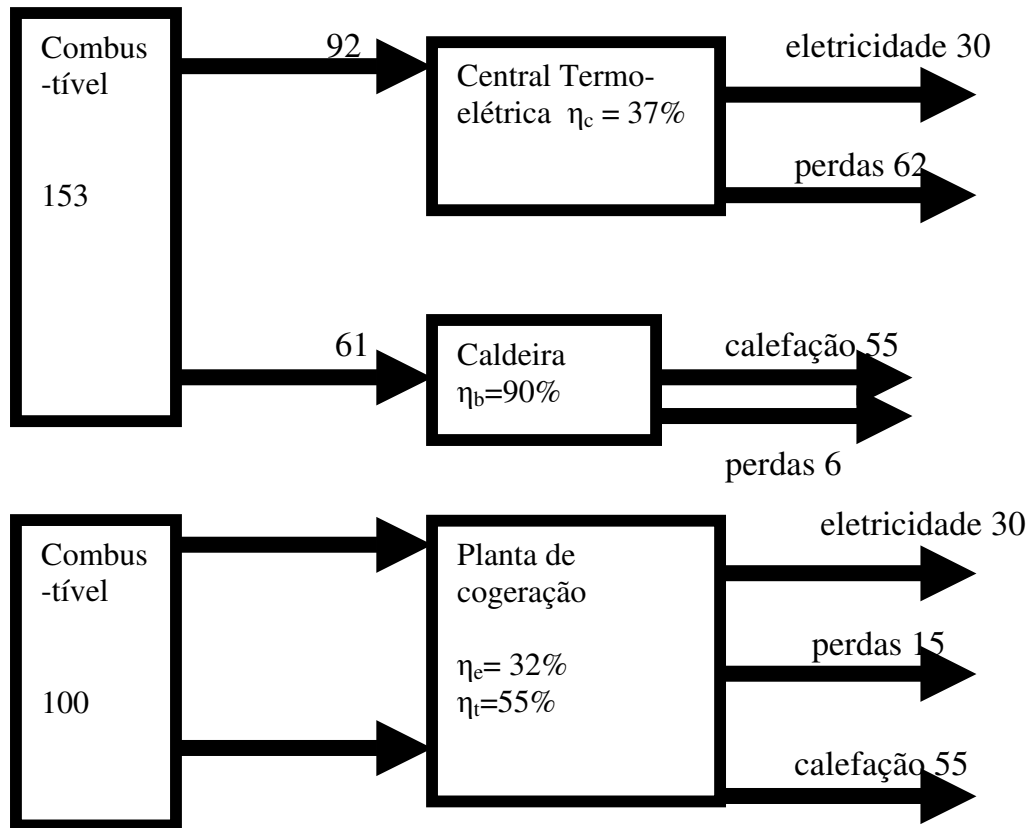 Combus
-tível
153
92
Central Termo-
elétrica ηc = 37%
eletricidade 30
perdas 62
61
Caldeira
ηb=90%
calefação 55
perdas 6
Combus
-tível
100
Planta de
cogeração
ηe= 32%
ηt=55%
eletricidade 30
perdas 15
calefação 55